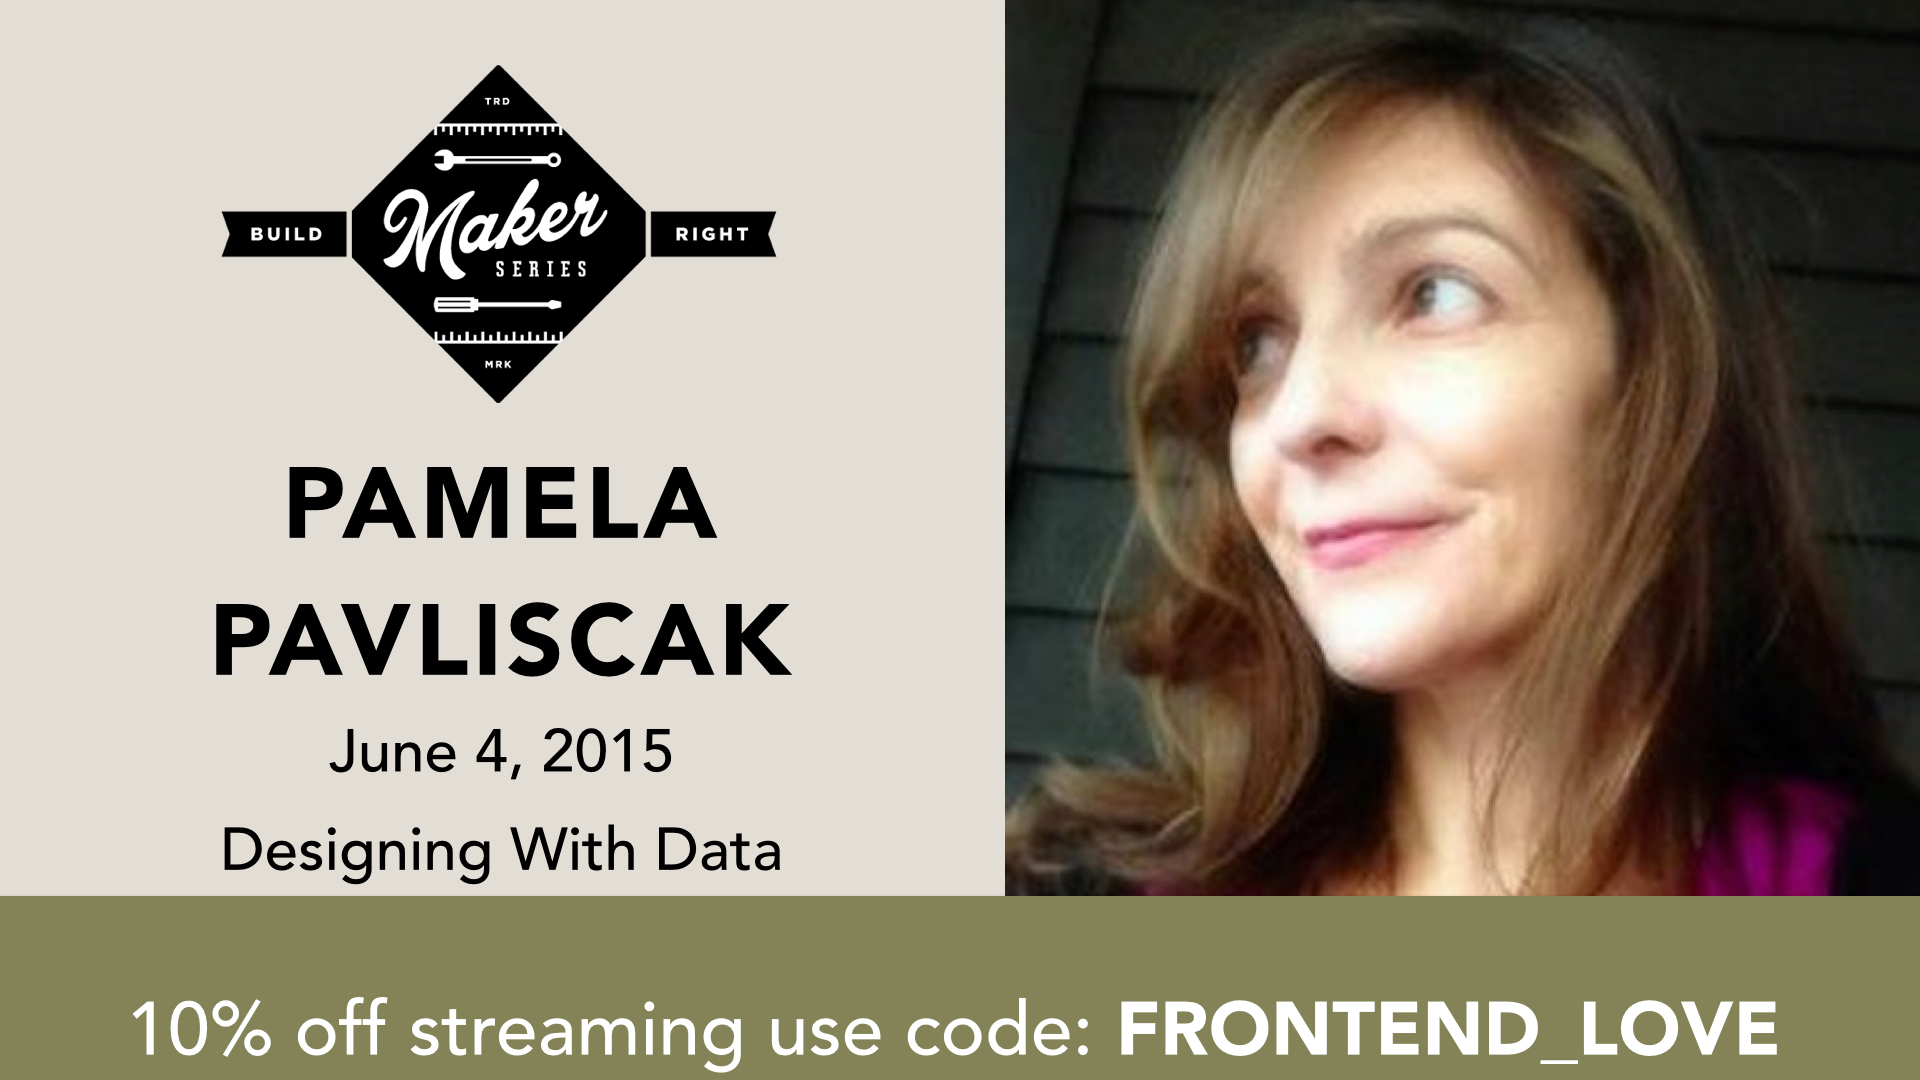 TRD
BUILD
Maker
RIGHT
SERIES
MRK
PAMELA
PAVLISCAK
June 4, 2015
Designing With Data
10% off streaming use code: FRONTEND_LOVE